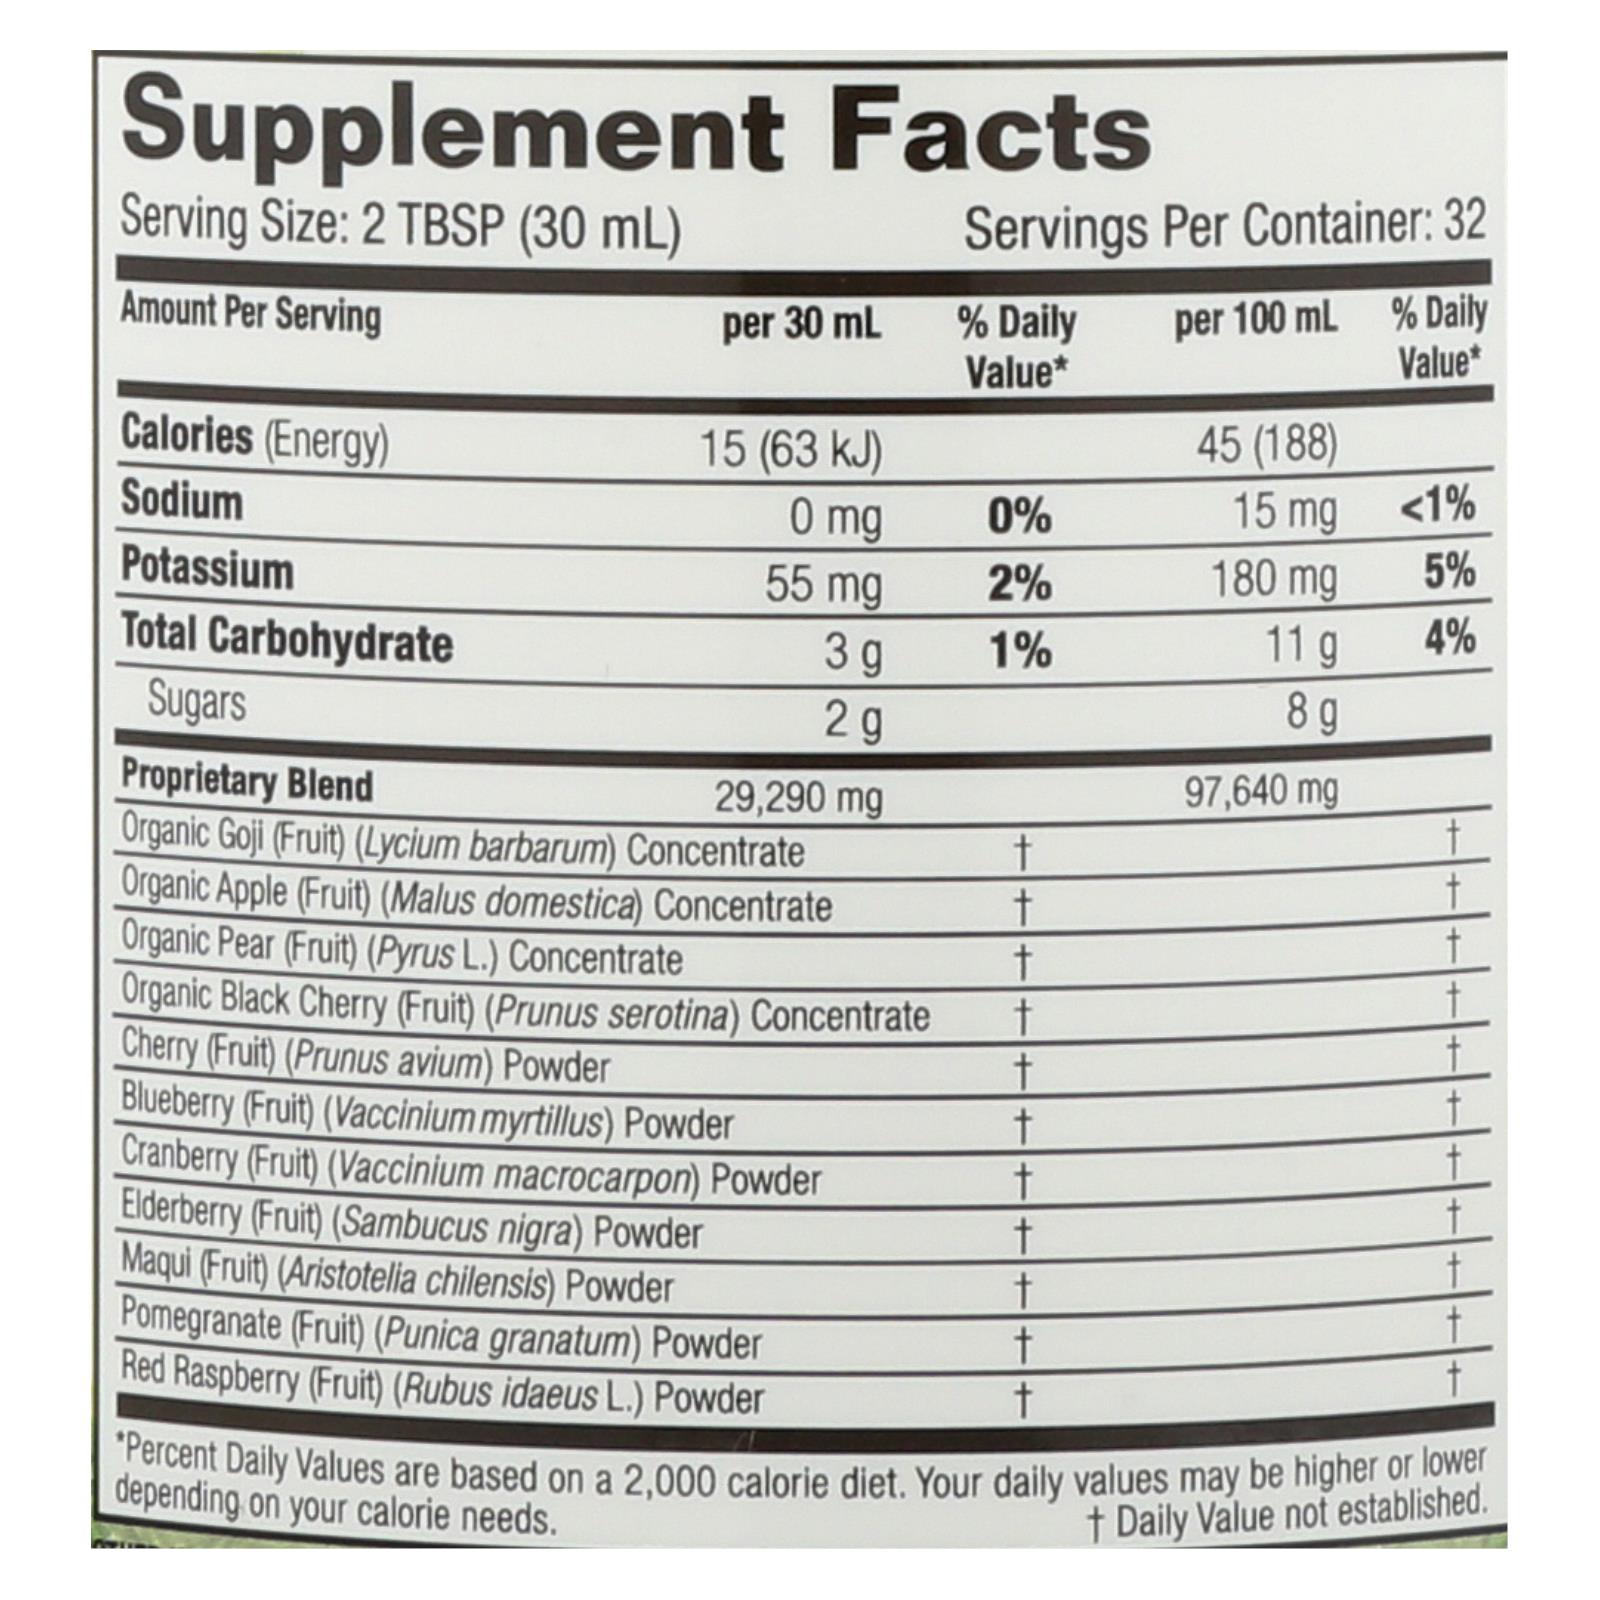 Supplement Facts
Serving Size: 2 TBSP (30 mL) Servings Per Container: 32
Amount Per Serving per 30 mL % Daily Value* per 100 mL % Daily Value*
Calories (Energy) 15 (63 kJ) 45 (188)
Sodium 0 mg 0% 15 mg <1%
Potassium 55 mg 2% 180 mg 5%
Total Carbohydrate 3 g 1% 11 g 4%
Sugars 2 g 8 g
Proprietary Blend 29,290 mg 97,640 mg
Organic Goji (Fruit) (Lycium barbarum) Concentrate † †
Organic Apple (Fruit) (Malus domestica) Concentrate † †
Organic Pear (Fruit) (Pyrus L.) Concentrate † †
Organic Black Cherry (Fruit) (Prunus serotina) Concentrate † †
Cherry (Fruit) (Prunus avium) Powder † †
Blueberry (Fruit) (Vaccinium myrtillus) Powder † †
Cranberry (Fruit) (Vaccinium macrocarpon) Powder † †
Elderberry (Fruit) (Sambucus nigra) Powder † †
Maqui (Fruit) (Aristotelia chilensis) Powder † †
Pomegranate (Fruit) (Punica granatum) Powder † †
Red Raspberry (Fruit) (Rubus idaeus L.) Powder † †
*Percent Daily Values are based on a 2,000 calorie diet. Your daily values may be higher or lower
depending on your calorie needs. † Daily Value not established.